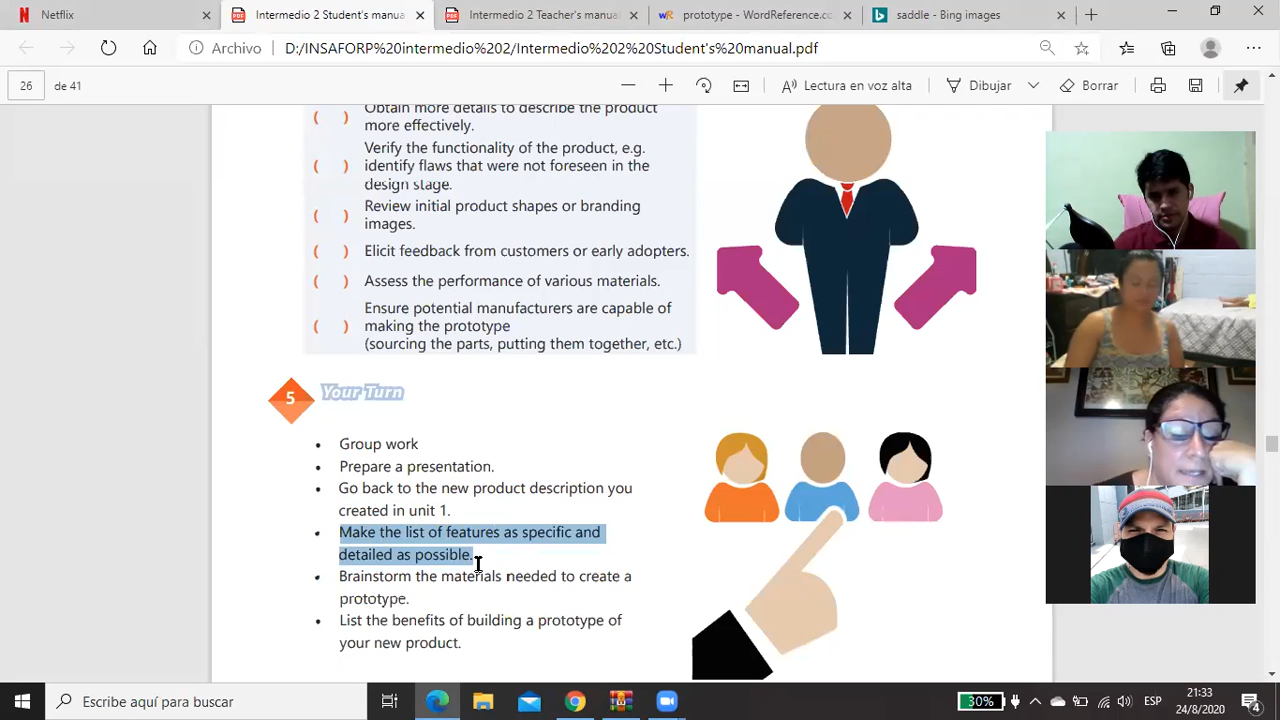 Netflix
Intermedio 2 Student's manua
Intermedio 2 Teacher's manual
prototype - WordReference.co
saddle - Bing images
Archivo
D:/INSAFORP%20intermedio%202/Intermedio%202%20Student's%20manual.pdf
26
de 41
Lectura en voz alta
Dibujar
Borrar
( ) Obtain more details to describe the product
more effectively.
Verify the functionality of the product, e.g.
( ) identify flaws that were not foreseen in the
design stage.
( ) Review initial product shapes or branding
images.
( ) Elicit feedback from customers or early adopters.
( ) Assess the performance of various materials.
Ensure potential manufacturers are capable of
( ) making the prototype
(sourcing the parts, putting them together, etc.)
5 Your Turn
• Group work
• Prepare a presentation.
• Go back to the new product description you
created in unit 1.
• Make the list of features as specific and
detailed as possible.
• Brainstorm the materials needed to create a
prototype.
• List the benefits of building a prototype of
your new product.
Escribe aquí para buscar
30%
ESP
21:33
24/8/2020
4